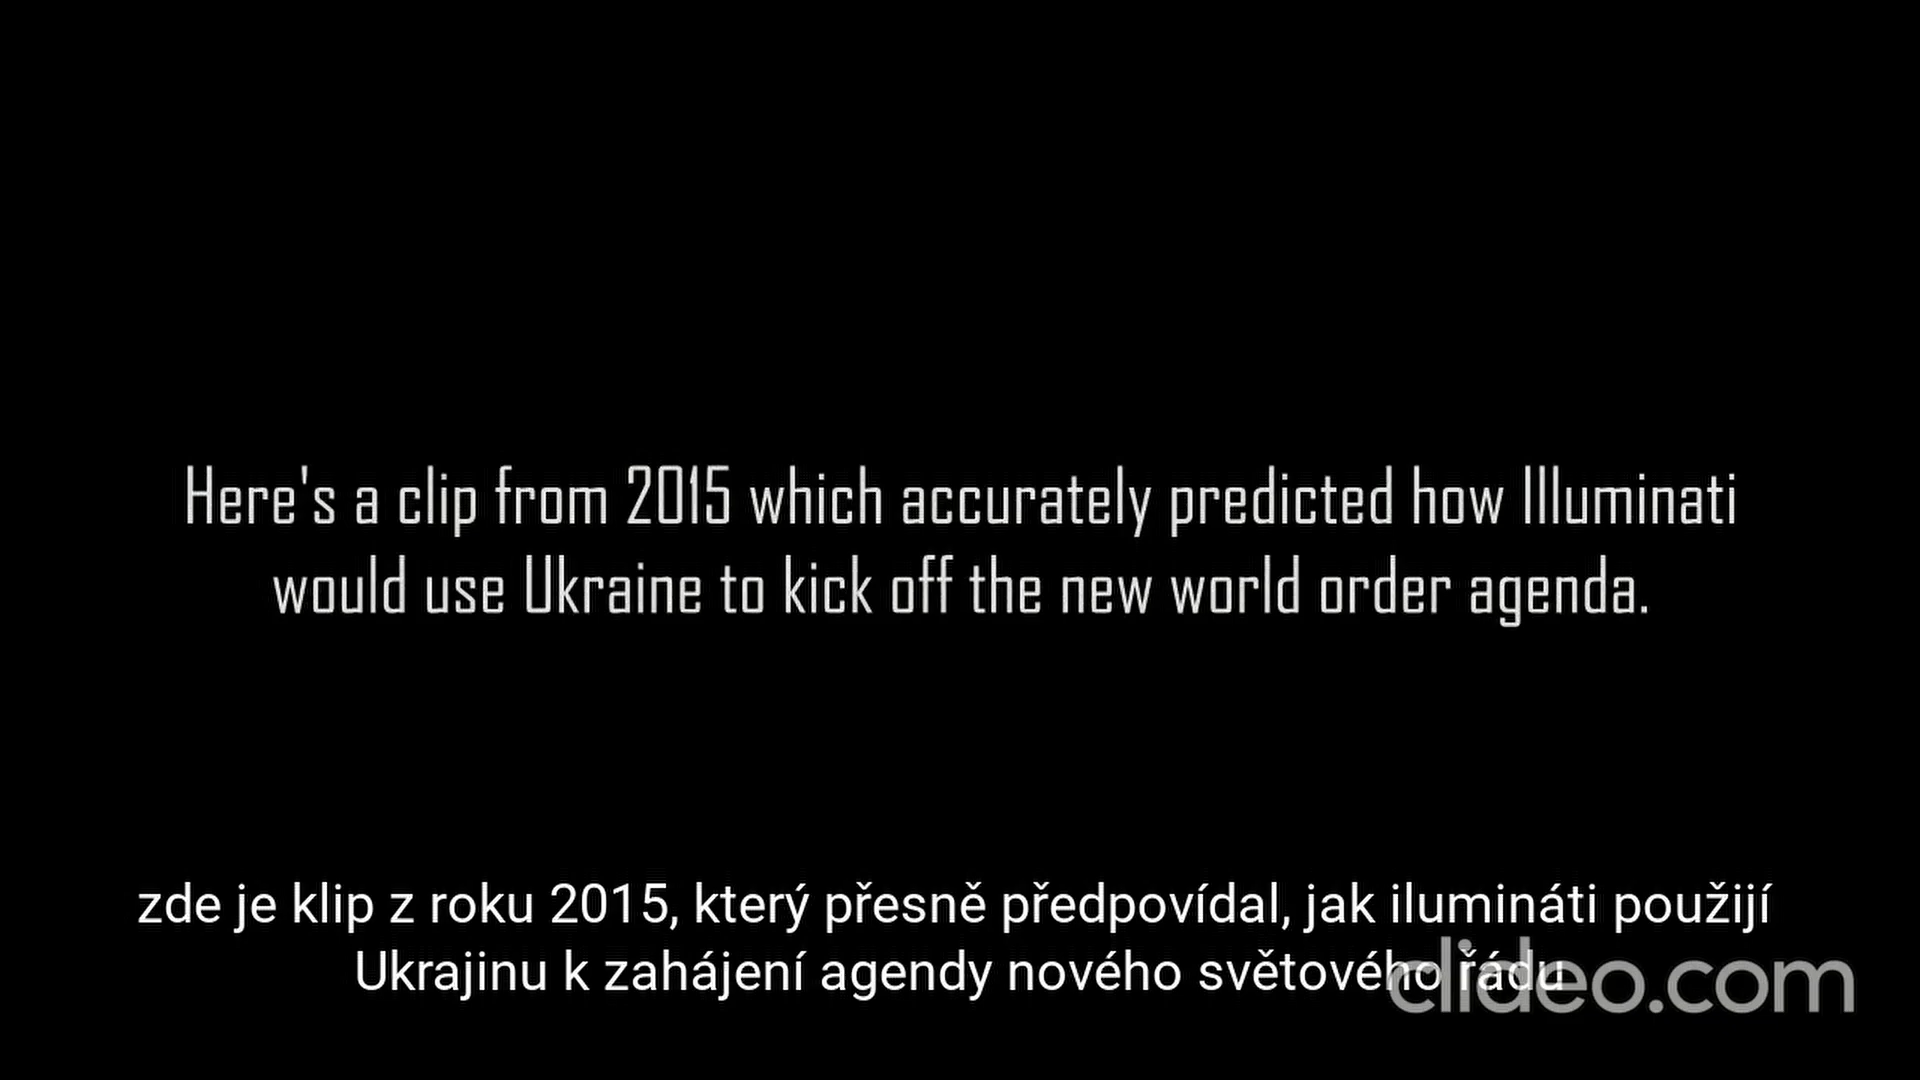 Here's a clip from 2015 which accurately predicted how Illuminati
would use Ukraine to kick off the new world order agenda.
zde je klip z roku 2015, který přesně předpovídal, jak ilumináti použijí
Ukrajinu k zahájení agendy nového světového řádu
clideo.com